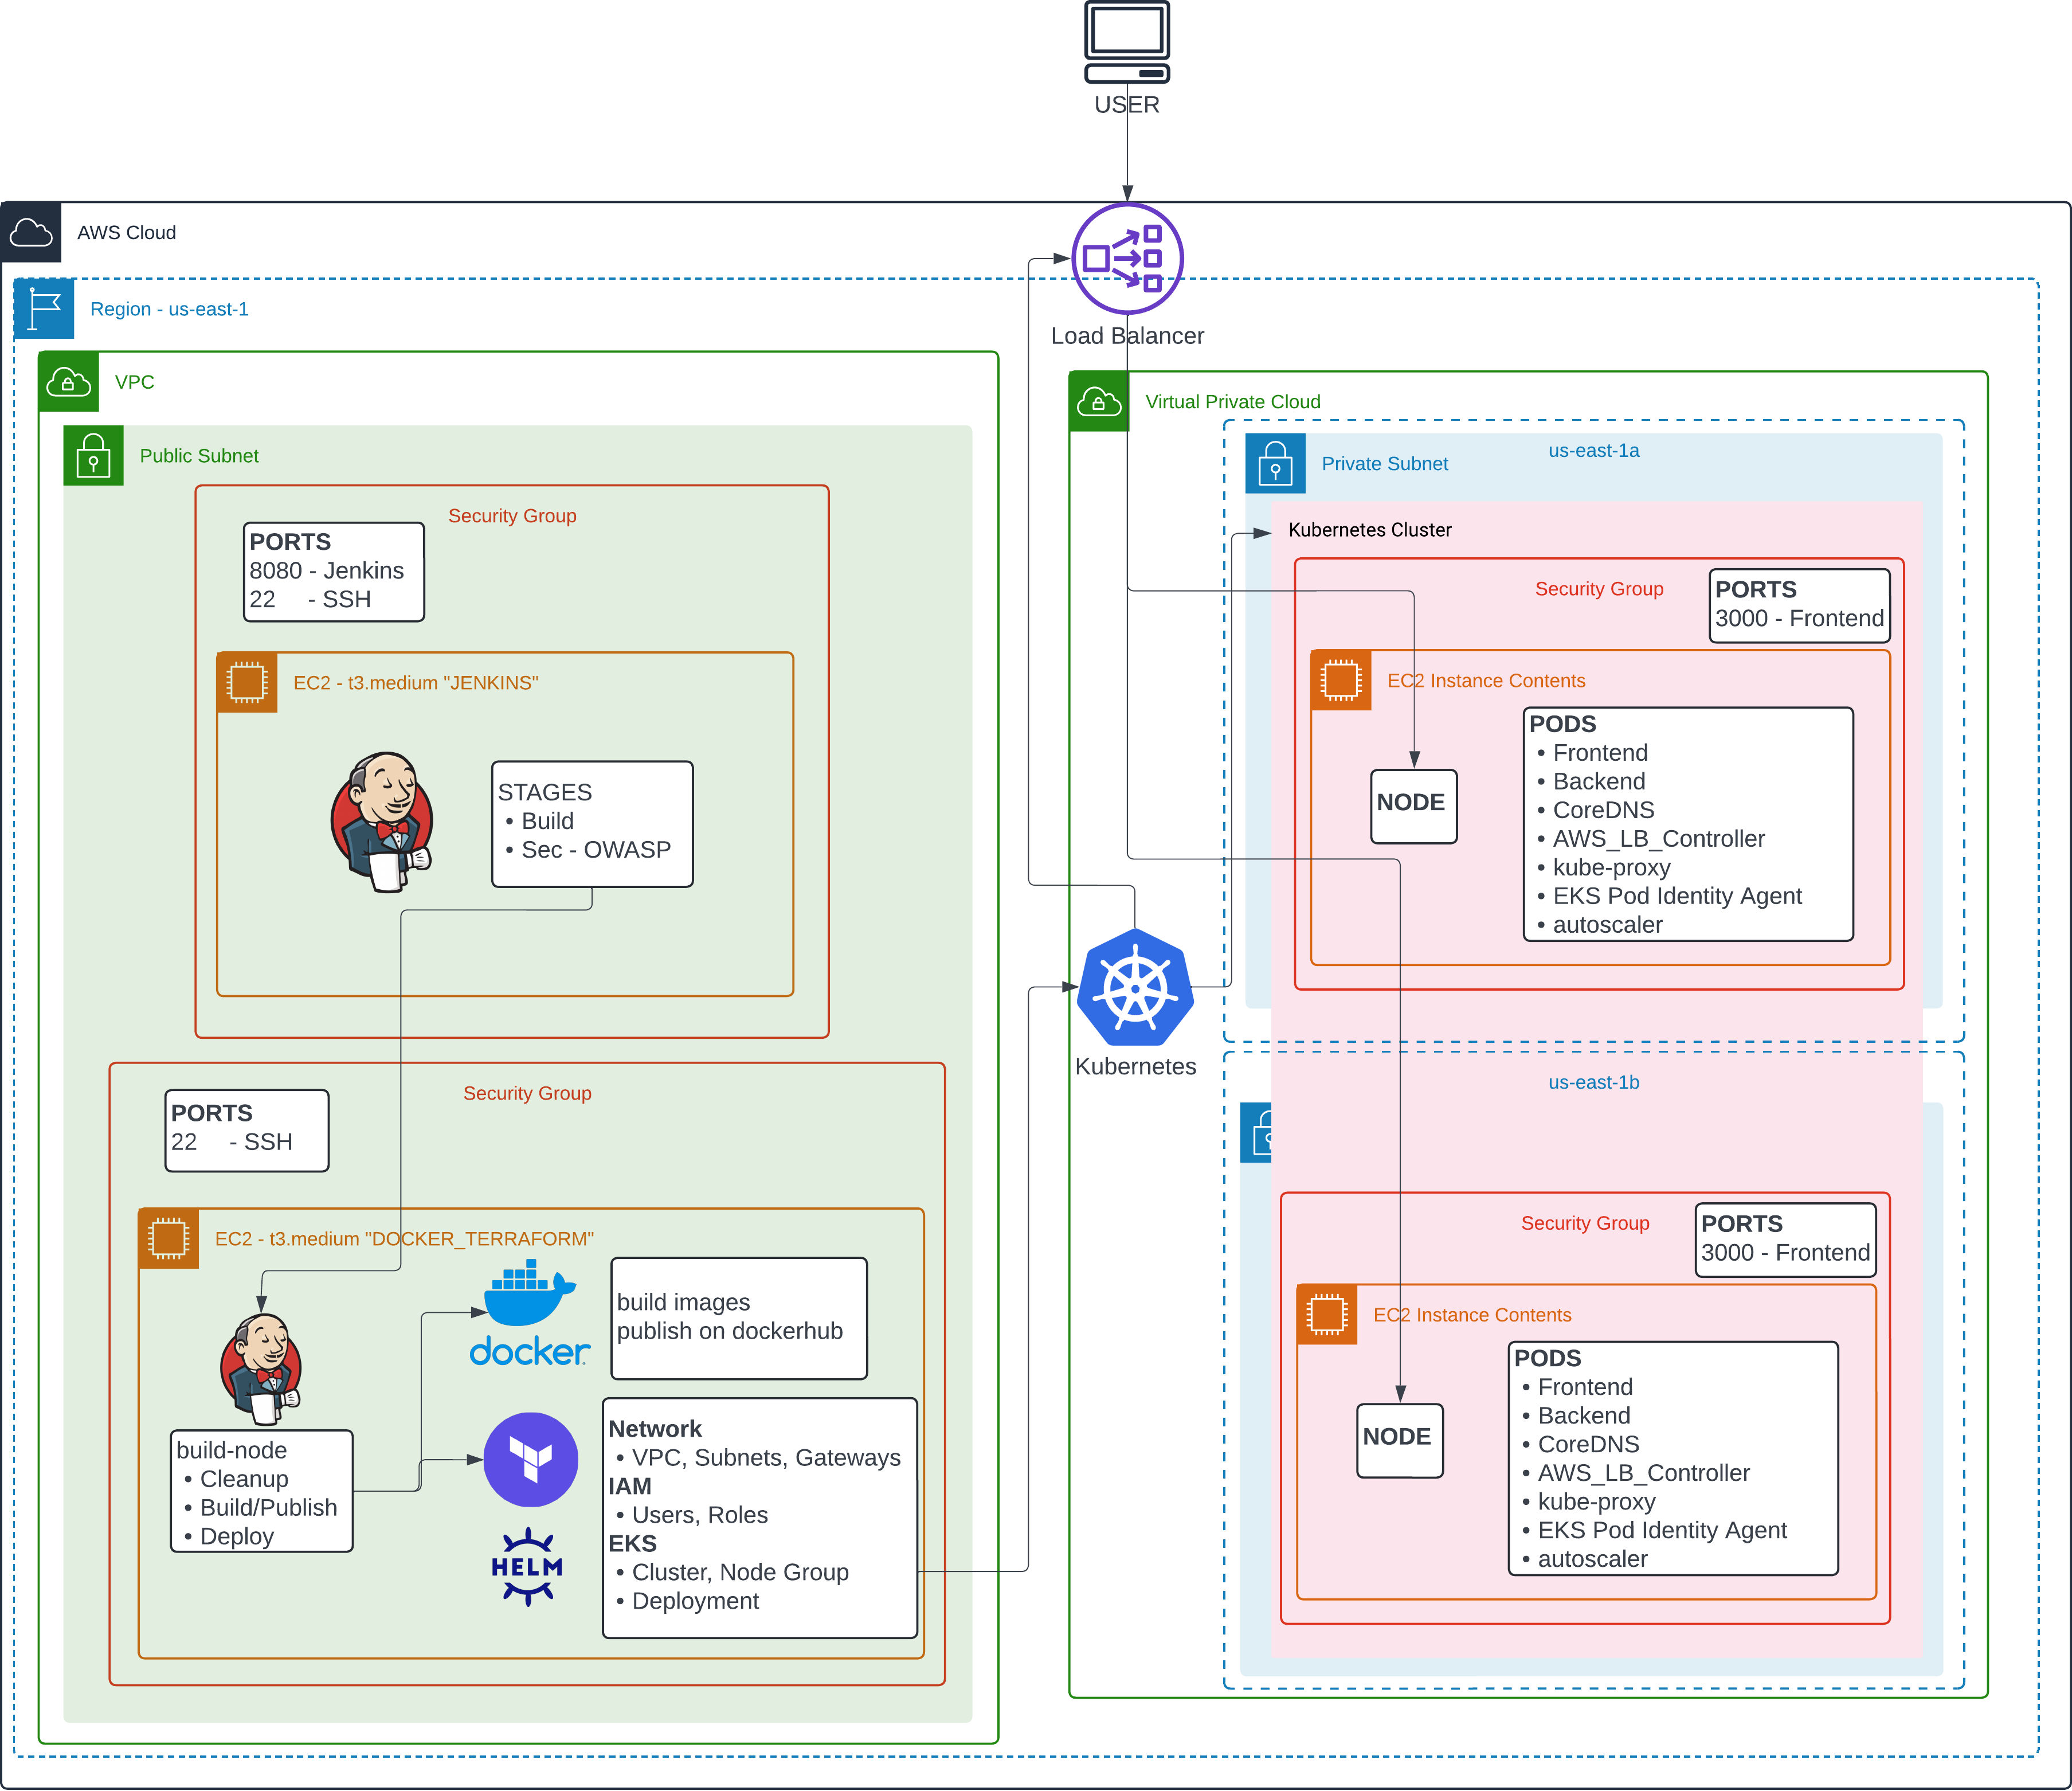 USER
AWS Cloud
Region - us-east-1
Load Balancer
VPC
Public Subnet
Security Group
PORTS
8080 - Jenkins
22 - SSH
EC2 - t3.medium "JENKINS"
STAGES
• Build
• Sec - OWASP
Security Group
PORTS
22 - SSH
EC2 - t3.medium "DOCKER_TERRAFORM"
docker
build images
publish on dockerhub
build-node
• Cleanup
• Build/Publish
• Deploy
HELM
Network
• VPC, Subnets, Gateways
IAM
• Users, Roles
EKS
• Cluster, Node Group
• Deployment
Kubernetes
Virtual Private Cloud
us-east-1a
Private Subnet
Kubernetes Cluster
Security Group
PORTS
3000 - Frontend
EC2 Instance Contents
NODE
PODS
• Frontend
• Backend
• CoreDNS
• AWS_LB_Controller
• kube-proxy
• EKS Pod Identity Agent
• autoscaler
us-east-1b
Security Group
PORTS
3000 - Frontend
EC2 Instance Contents
NODE
PODS
• Frontend
• Backend
• CoreDNS
• AWS_LB_Controller
• kube-proxy
• EKS Pod Identity Agent
• autoscaler